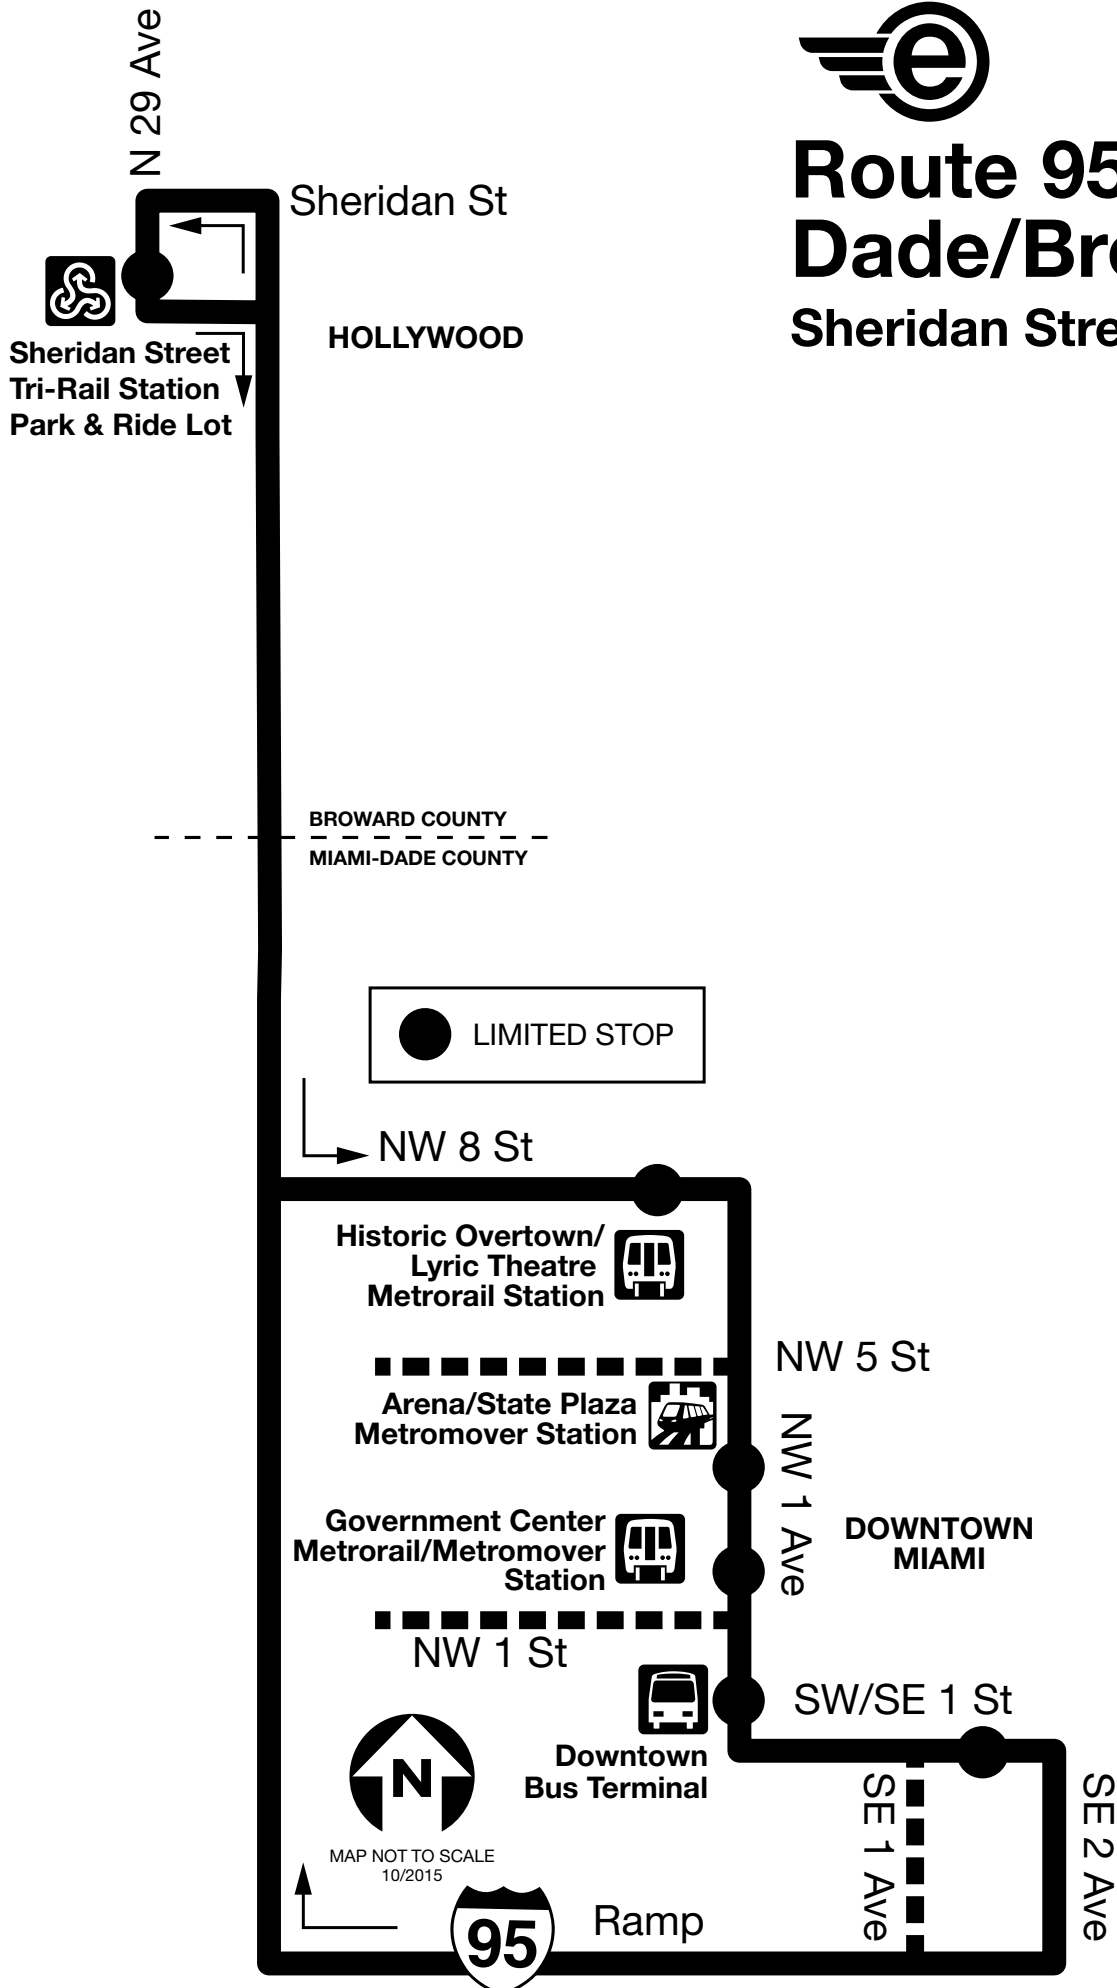 N 29 Ave
e
Route 95
Dade/Bro
Sheridan Stre
Sheridan St
HOLLYWOOD
Sheridan Street
Tri-Rail Station
Park & Ride Lot
BROWARD COUNTY
MIAMI-DADE COUNTY
LIMITED STOP
NW 8 St
Historic Overtown/
Lyric Theatre
Metrorail Station
NW 5 St
Arena/State Plaza
Metromover Station
NW 1 Ave
Government Center
Metrorail/Metromover
Station
DOWNTOWN
MIAMI
NW 1 St
SW/SE 1 St
Downtown
Bus Terminal
N
MAP NOT TO SCALE
10/2015
SE 1 Ave
SE 2 Ave
95
Ramp